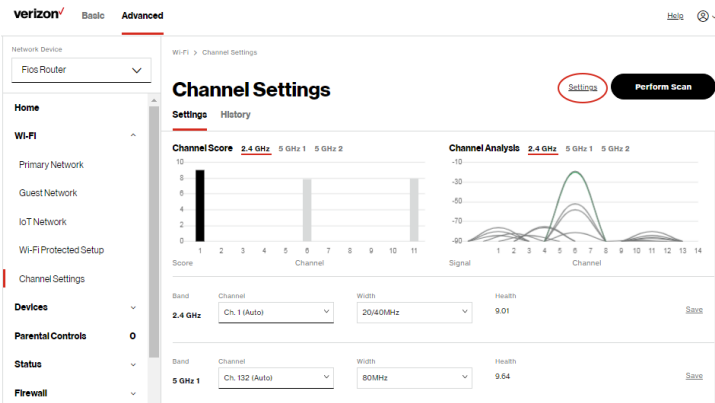 verizon Basic Advanced Help
Network Device
Fios Router
Home
Wi-Fi
Primary Network
Guest Network
IoT Network
Wi-Fi Protected Setup
Channel Settings
Devices
Parental Controls 0
Status
Firewall
Wi-Fi > Channel Settings
Channel Settings
Settings Perform Scan
Settings History
Channel Score 2.4 GHz 5 GHz 1 5 GHz 2
10
8
6
4
2
0
1 2 3 4 5 6 7 8 9 10 11
Score Channel
Channel Analysis 2.4 GHz 5 GHz 1 5 GHz 2
-10
-30
-50
-70
-90
1 2 3 4 5 6 7 8 9 10 11 12 13 14
Signal Channel
Band Channel Width Health
2.4 GHz Ch. 1 (Auto) 20/40MHz 9.01 Save
Band Channel Width Health
5 GHz 1 Ch. 132 (Auto) 80MHz 9.64 Save